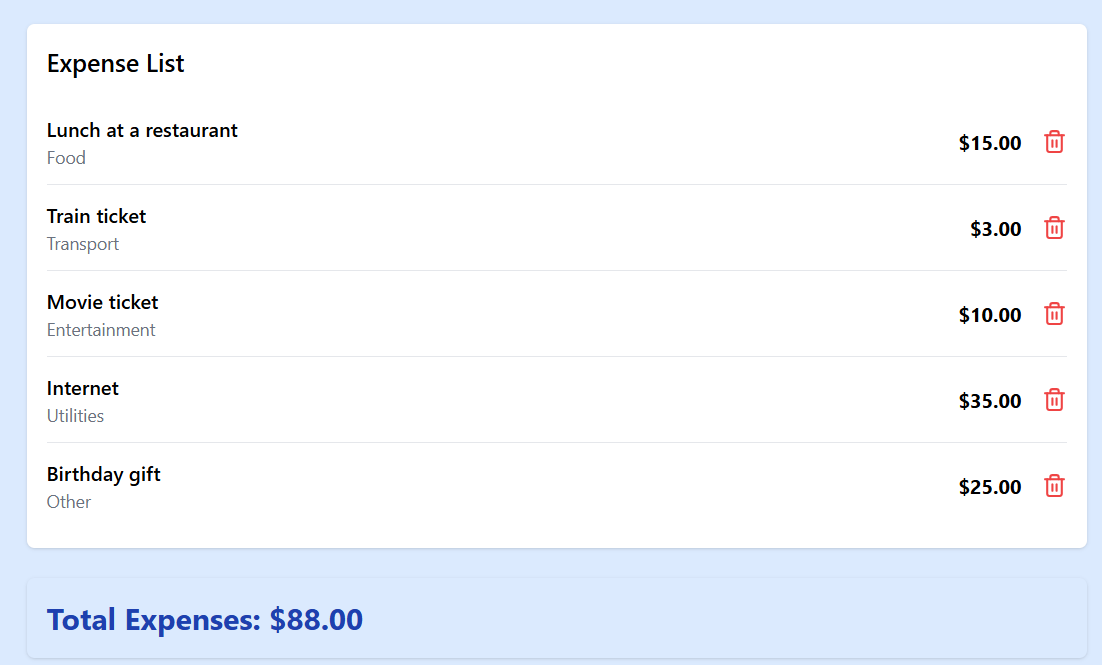 Expense List
Lunch at a restaurant
Food
$15.00
Train ticket
Transport
$3.00
Movie ticket
Entertainment
$10.00
Internet
Utilities
$35.00
Birthday gift
Other
$25.00
Total Expenses: $88.00